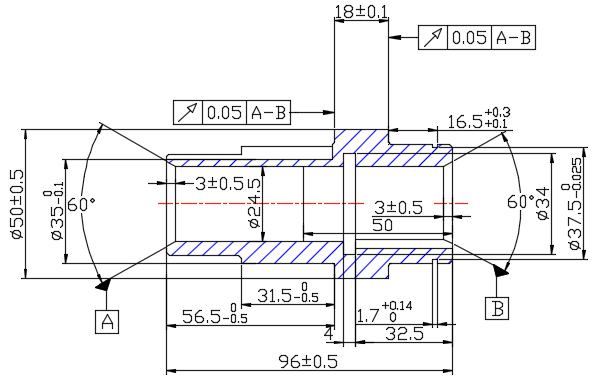 18±0.1
0.05 A-B
0.05 A-B
16.5 +0.3 +0.1
3±0.5
3±0.5
50
60°
60°
ø50±0.5
ø35 0 -0.1
ø24.5
ø34
ø37.5 0 -0.025
A
B
31.5 0 -0.5
56.5 0 -0.5
1.7 +0.14 0
4
32.5
96±0.5